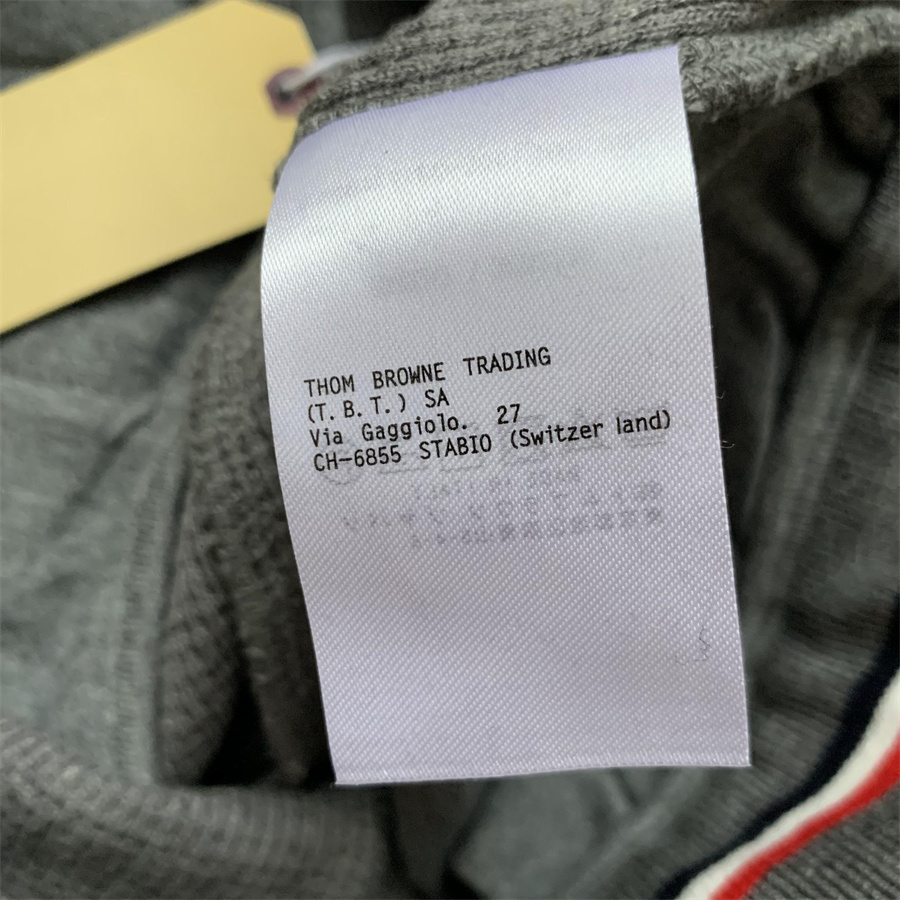 THOM BROWNE TRADING
(T.B.T.) SA
Via Gaggiolo. 27
CH-6855 STABIO (Switzer land)